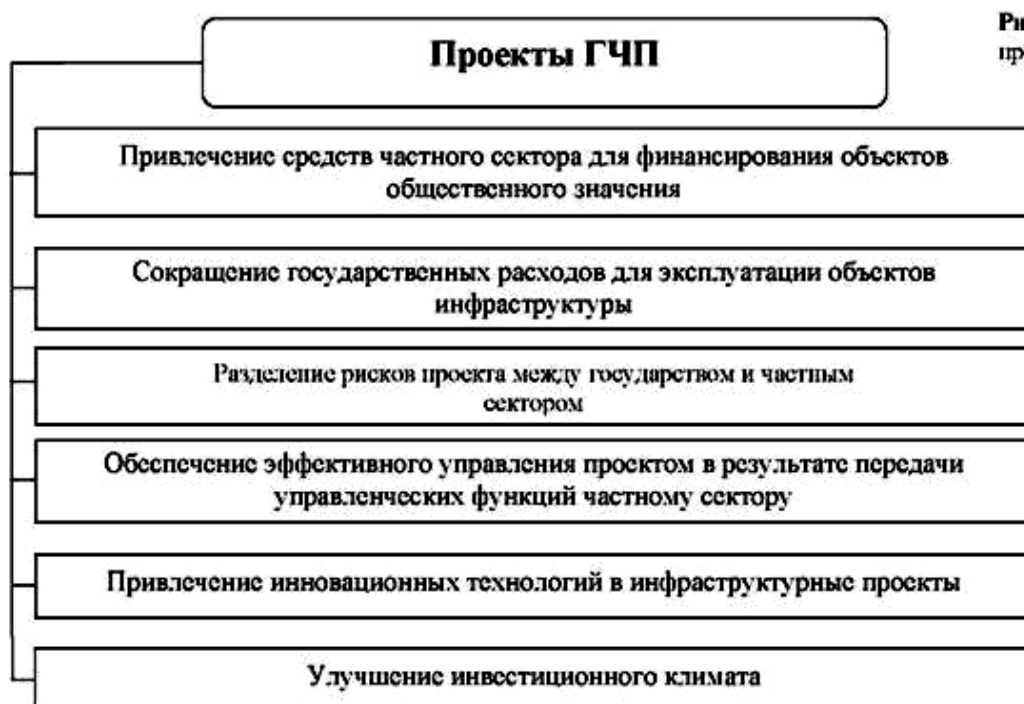 Проекты ГЧП
Привлечение средств частного сектора для финансирования объектов
общественного значения
Сокращение государственных расходов для эксплуатации объектов
инфраструктуры
Разделение рисков проекта между государством и частным
сектором
Обеспечение эффективного управления проектом в результате передачи
управленческих функций частному сектору
Привлечение инновационных технологий в инфраструктурные проекты
Улучшение инвестиционного климата